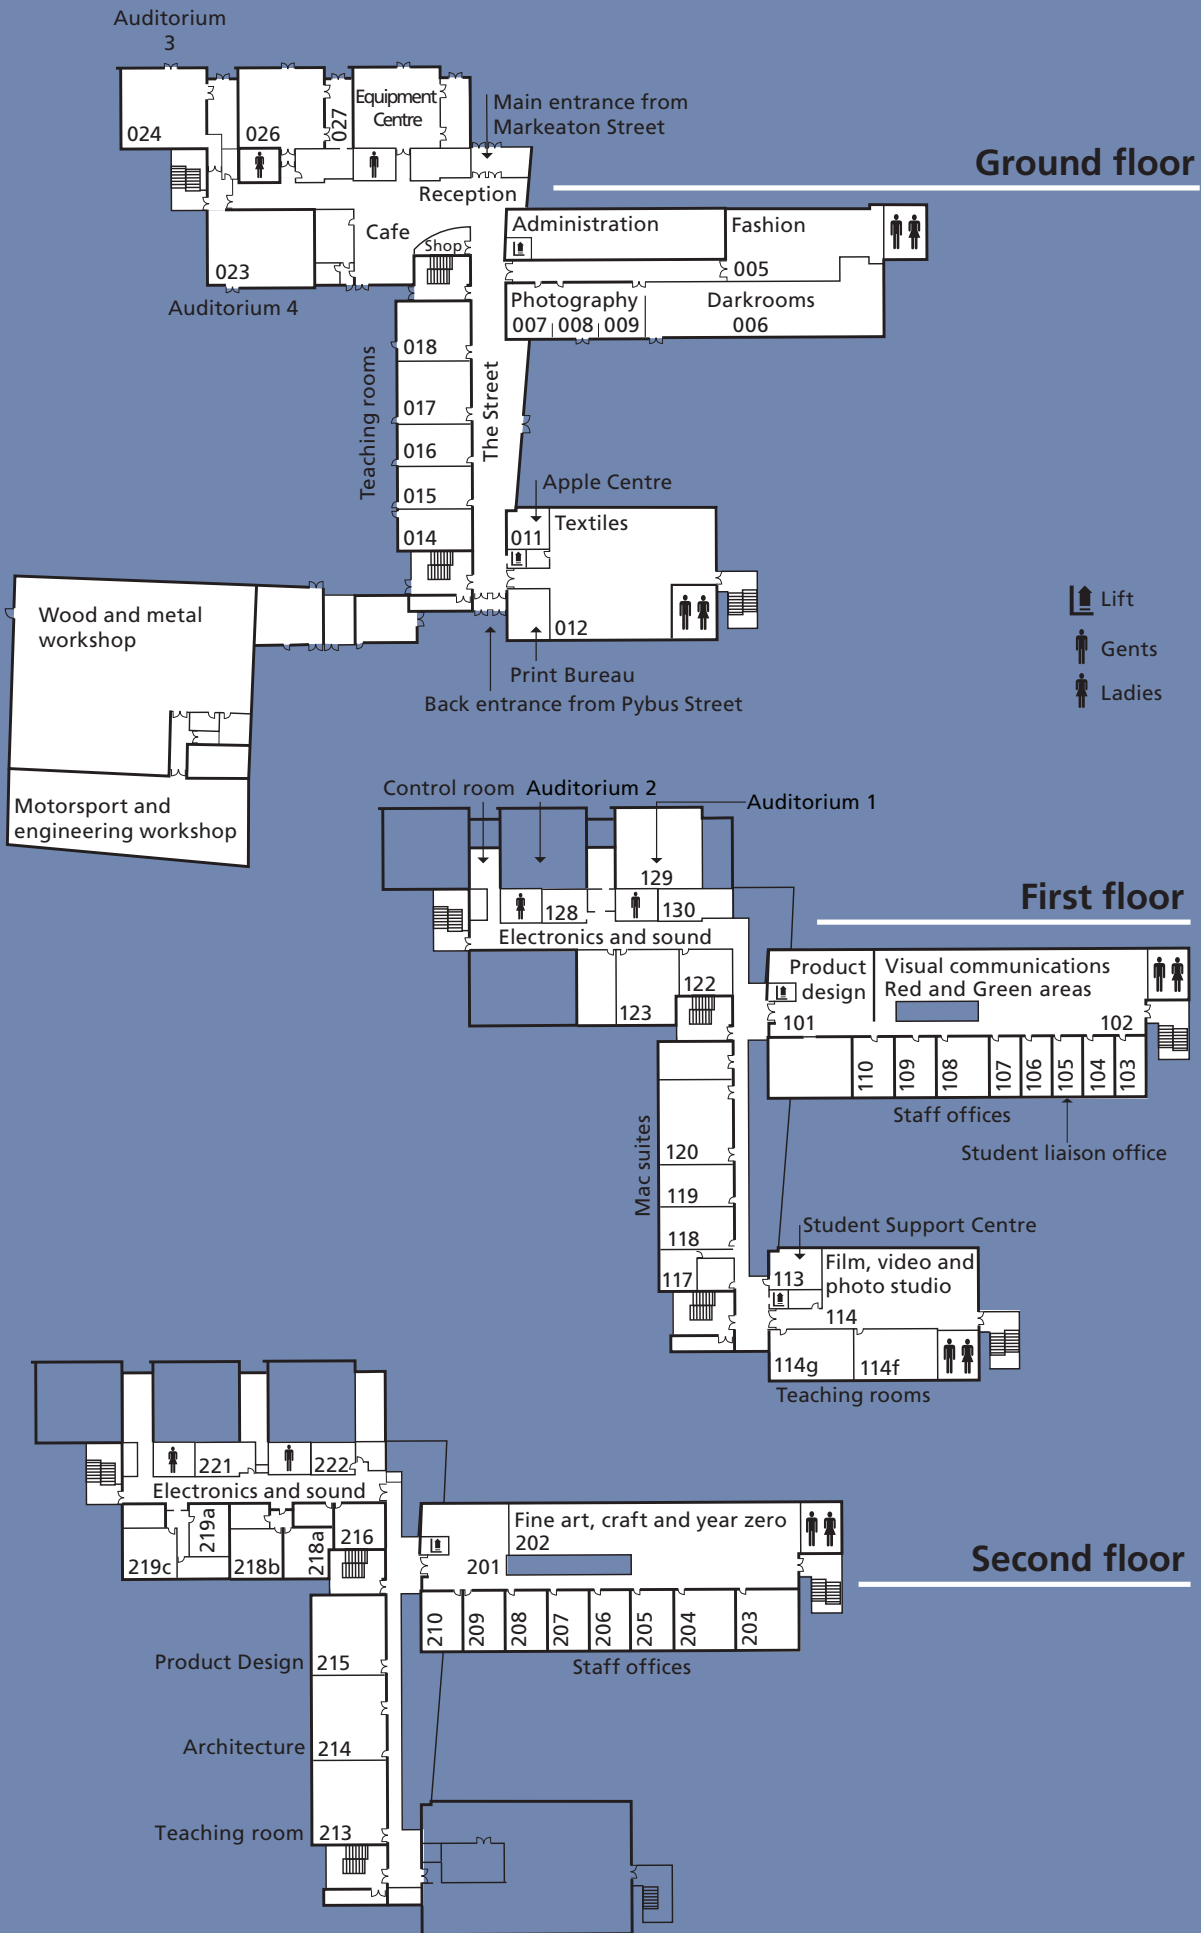 Auditorium
3
Equipment
Centre
024
026
027
Main entrance from
Markeaton Street
Ground floor
Reception
Administration
Fashion
Cafe
Shop
023
005
Auditorium 4
Photography
Darkrooms
007
008
009
006
018
017
016
015
014
Teaching rooms
The Street
Apple Centre
011
Textiles
012
Print Bureau
Back entrance from Pybus Street
Wood and metal
workshop
Motorsport and
engineering workshop
Lift
Gents
Ladies
Control room
Auditorium 2
Auditorium 1
129
First floor
128
130
Electronics and sound
122
123
Product
design
Visual communications
Red and Green areas
101
102
110
109
108
107
106
105
104
103
Staff offices
Student liaison office
120
119
118
117
Mac suites
Student Support Centre
113
Film, video and
photo studio
114
114g
114f
Teaching rooms
221
222
Electronics and sound
219a
219c
218b
218a
216
Fine art, craft and year zero
202
201
Second floor
210
209
208
207
206
205
204
203
Staff offices
Product Design
215
Architecture
214
Teaching room
213